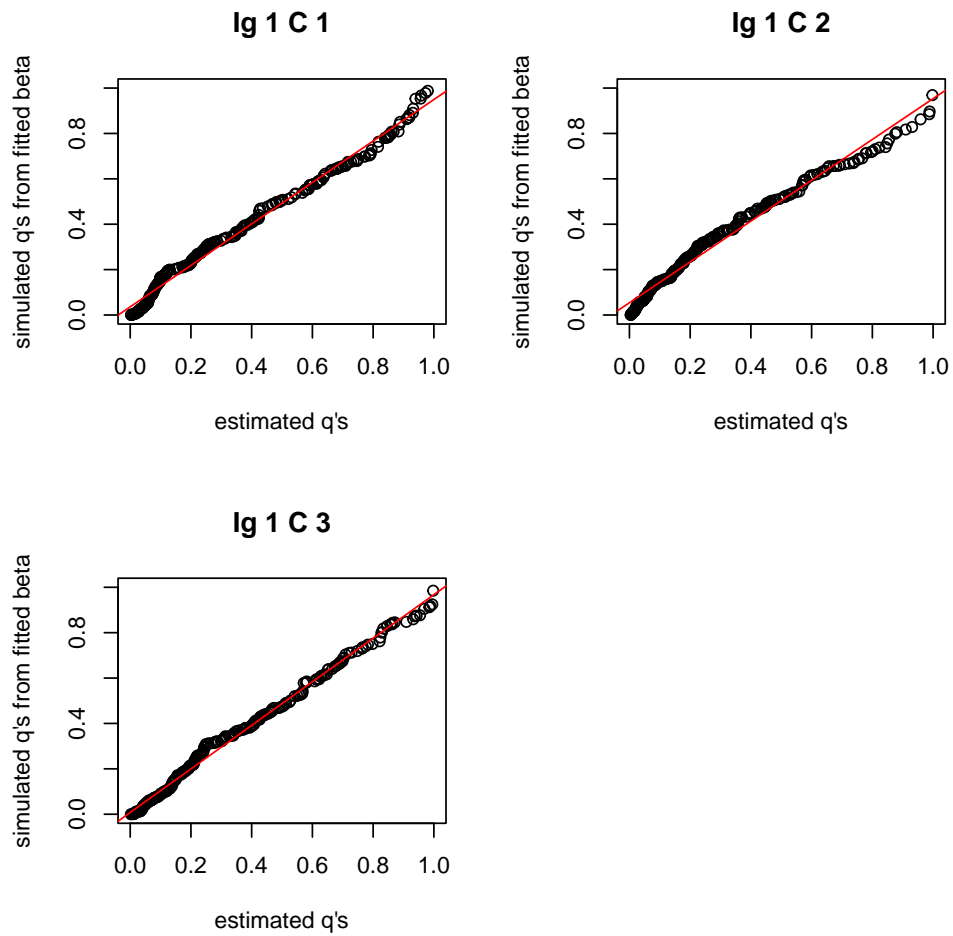 Ig 1 C 1
simulated q's from fitted beta
0.8
0.4
0.0
0.0 0.2 0.4 0.6 0.8 1.0
estimated q's
Ig 1 C 2
simulated q's from fitted beta
0.8
0.4
0.0
0.0 0.2 0.4 0.6 0.8 1.0
estimated q's
Ig 1 C 3
simulated q's from fitted beta
0.8
0.4
0.0
0.0 0.2 0.4 0.6 0.8 1.0
estimated q's